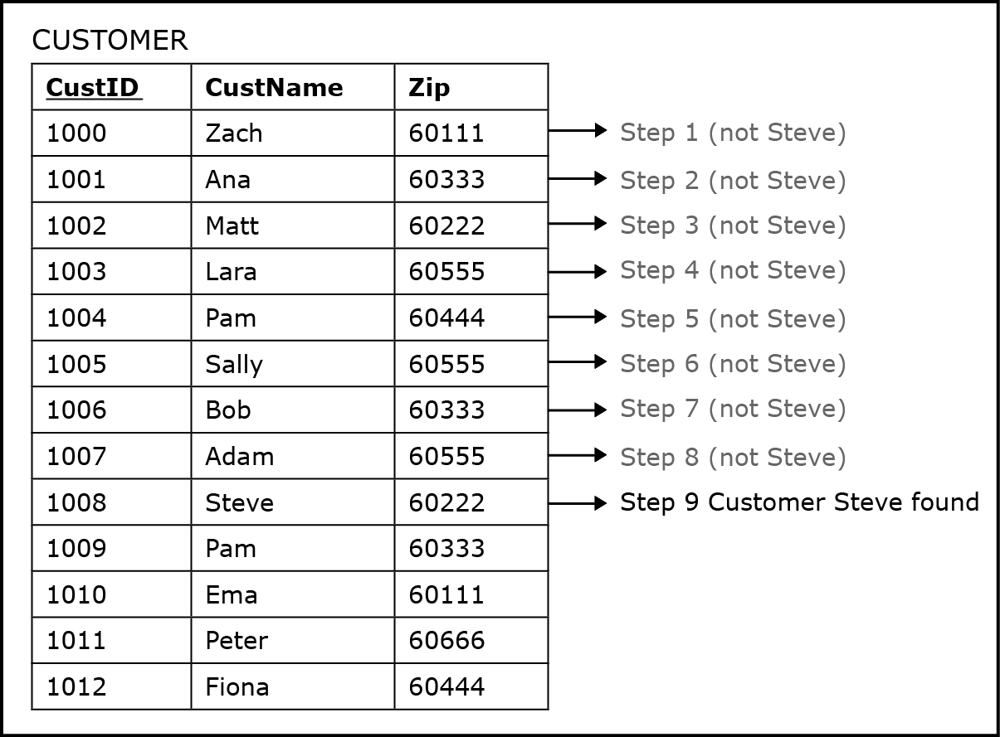 CUSTOMER
CustID CustName Zip
1000 Zach 60111 Step 1 (not Steve)
1001 Ana 60333 Step 2 (not Steve)
1002 Matt 60222 Step 3 (not Steve)
1003 Lara 60555 Step 4 (not Steve)
1004 Pam 60444 Step 5 (not Steve)
1005 Sally 60555 Step 6 (not Steve)
1006 Bob 60333 Step 7 (not Steve)
1007 Adam 60555 Step 8 (not Steve)
1008 Steve 60222 Step 9 Customer Steve found
1009 Pam 60333
1010 Ema 60111
1011 Peter 60666
1012 Fiona 60444